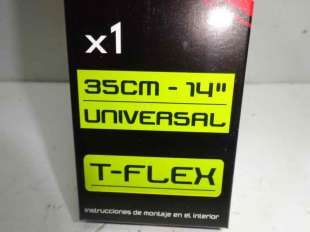 x1
35CM - 14"
UNIVERSAL
T-FLEX
Instrucciones de montaje en el interior